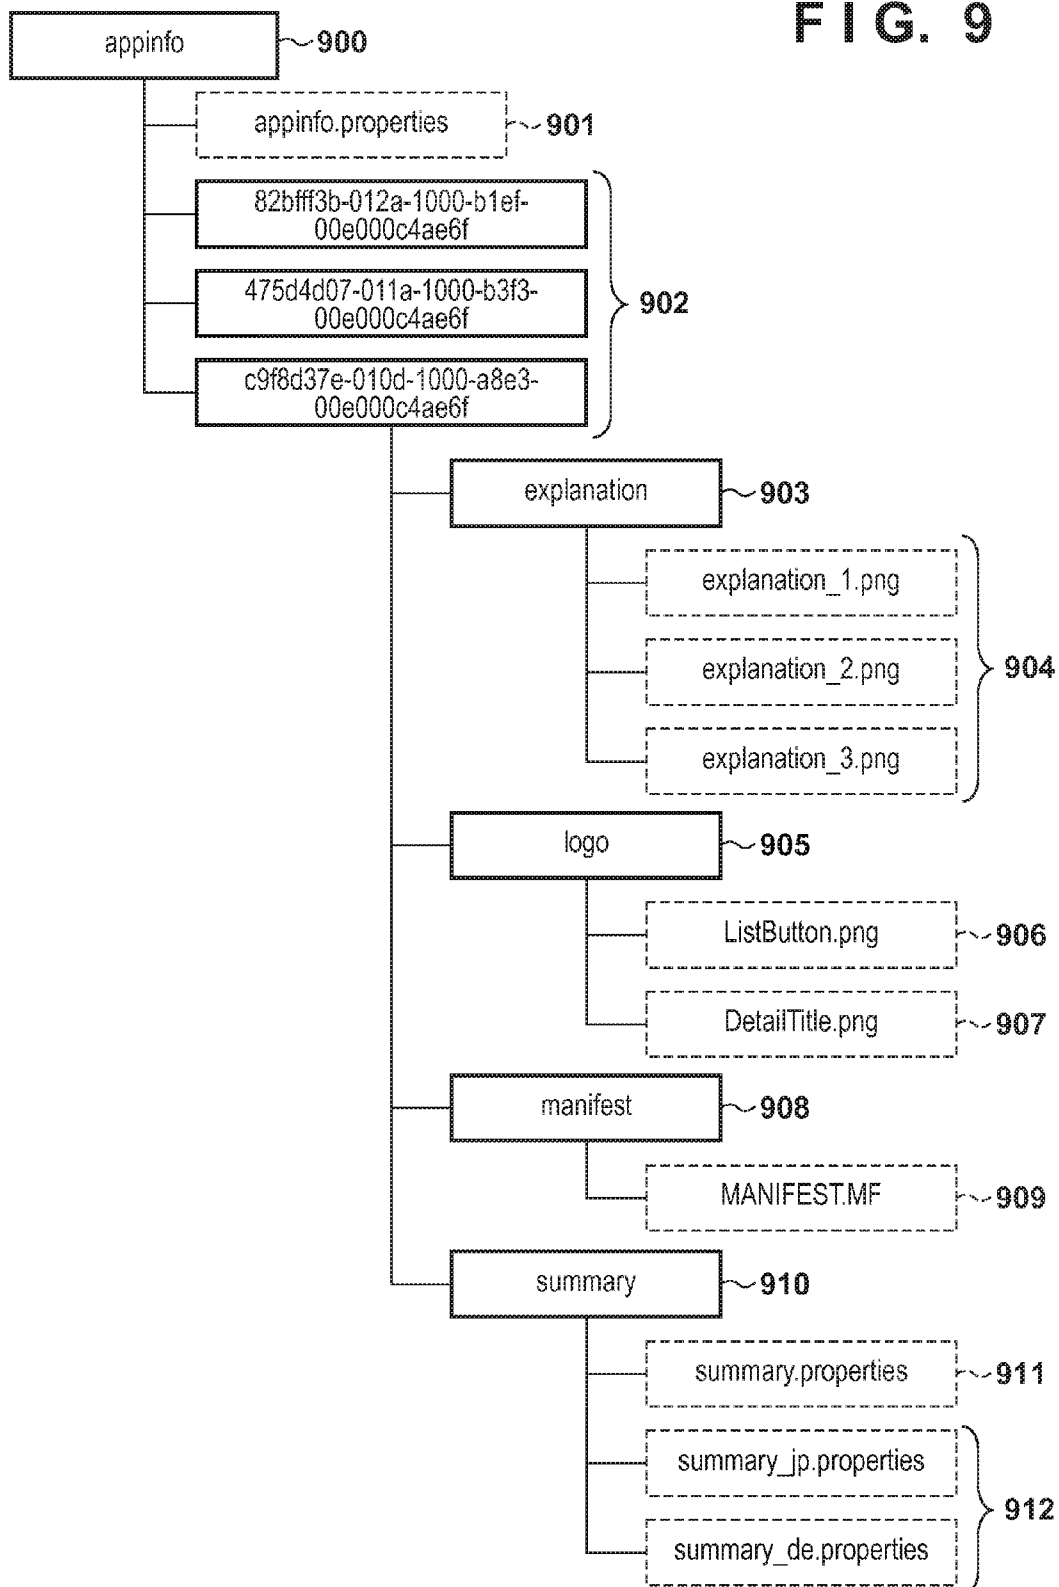 FIG. 9
appinfo
900
appinfo.properties
901
82bfff3b-012a-1000-b1ef-
00e000c4ae6f
475d4d07-011a-1000-b3f3-
00e000c4ae6f
902
c9f8d37e-010d-1000-a8e3-
00e000c4ae6f
explanation
903
explanation_1.png
explanation_2.png
904
explanation_3.png
logo
905
ListButton.png
906
DetailTitle.png
907
manifest
908
MANIFEST.MF
909
summary
910
summary.properties
911
summary_jp.properties
912
summary_de.properties